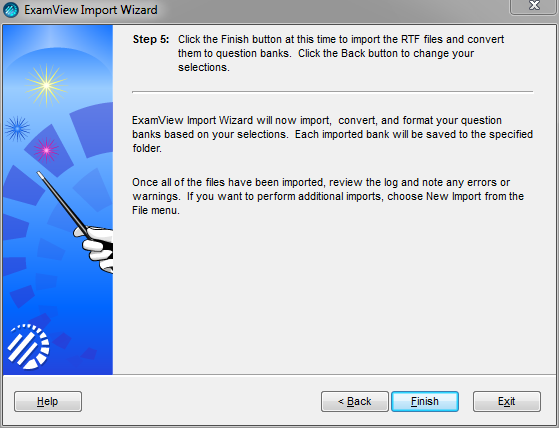 ExamView Import Wizard
Step 5: Click the Finish button at this time to import the RTF files and convert
them to question banks. Click the Back button to change your
selections.
ExamView Import Wizard will now import, convert, and format your question
banks based on your selections. Each imported bank will be saved to the specified
folder.
Once all of the files have been imported, review the log and note any errors or
warnings. If you want to perform additional imports, choose New Import from the
File menu.
Help
< Back
Finish
Exit